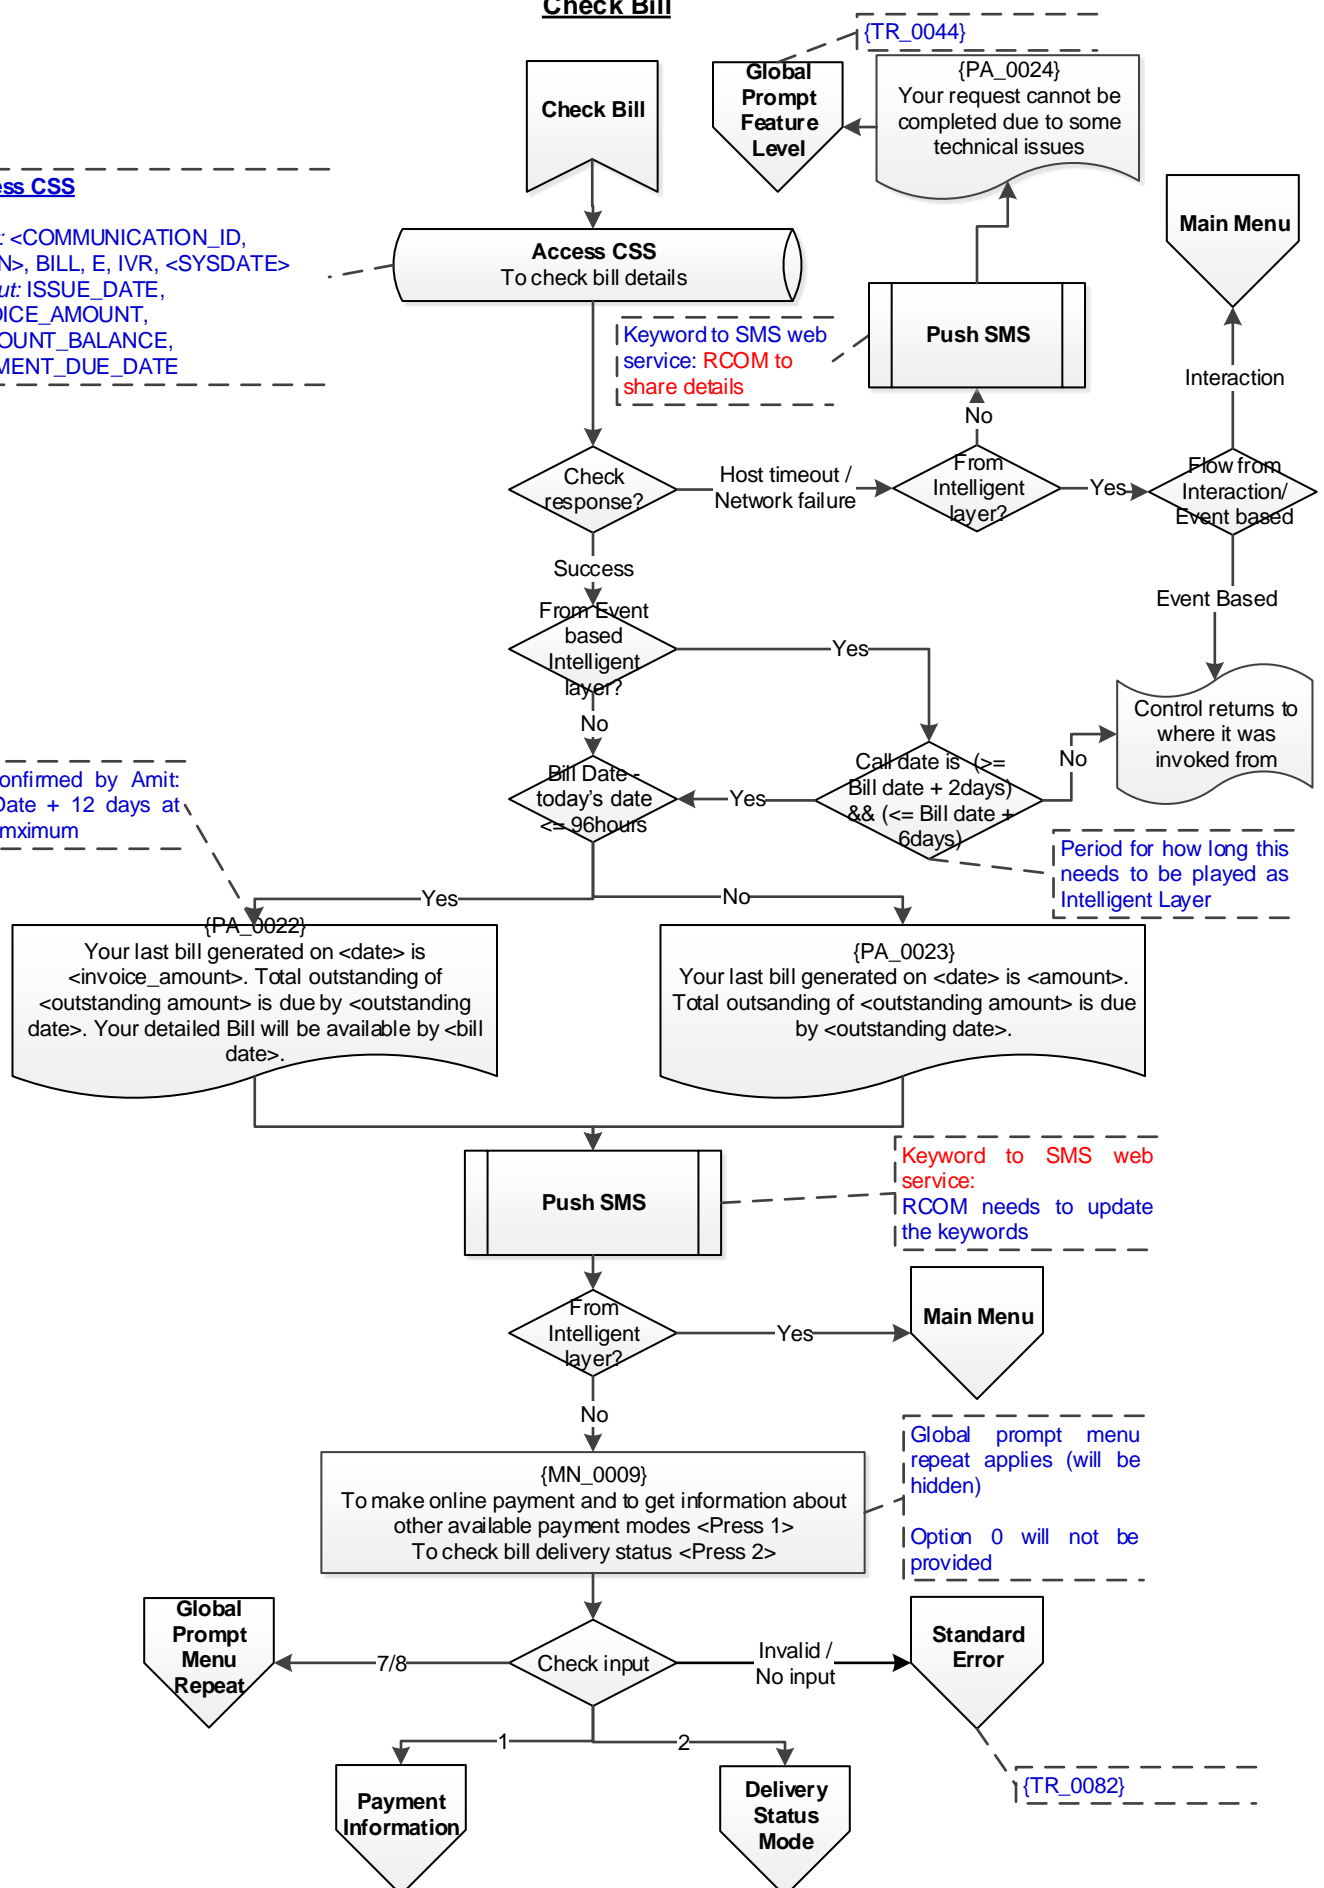 Check Bill
{TR_0044}
Global
Prompt
Feature
Level
{PA_0024}
Your request cannot be
completed due to some
technical issues
Check Bill
Main Menu
ess CSS
: <COMMUNICATION_ID,
N>, BILL, E, IVR, <SYSDATE>
ut: ISSUE_DATE,
OICE_AMOUNT,
OUNT_BALANCE,
MENT_DUE_DATE
Access CSS
To check bill details
Keyword to SMS web
service: RCOM to
share details
Push SMS
Interaction
No
Check
response?
Host timeout /
Network failure
From
Intelligent
layer?
Yes
Flow from
Interaction/
Event based
Success
Event Based
From Event
based
Intelligent
layer?
Yes
No
Control returns to
where it was
invoked from
onfirmed by Amit:
Date + 12 days at
mximum
Bill Date -
today's date
<= 96hours
Yes
Call date is (>=
Bill date + 2days)
&& (<= Bill date +
6days)
No
Period for how long this
needs to be played as
Intelligent Layer
Yes
No
{PA_0022}
Your last bill generated on <date> is
<invoice_amount>. Total outstanding of
<outstanding amount> is due by <outstanding
date>. Your detailed Bill will be available by <bill
date>.
{PA_0023}
Your last bill generated on <date> is <amount>.
Total outsanding of <outstanding amount> is due
by <outstanding date>.
Push SMS
Keyword to SMS web
service:
RCOM needs to update
the keywords
From
Intelligent
layer?
Yes
Main Menu
No
{MN_0009}
To make online payment and to get information about
other available payment modes <Press 1>
To check bill delivery status <Press 2>
Global prompt menu
repeat applies (will be
hidden)
Option 0 will not be
provided
Global
Prompt
Menu
Repeat
7/8
Check input
Invalid /
No input
Standard
Error
1
2
{TR_0082}
Payment
Information
Delivery
Status
Mode